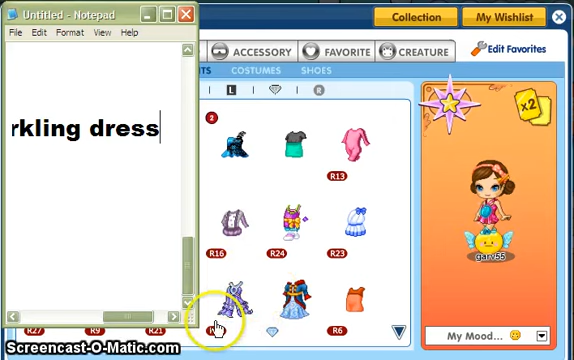 Untitled - Notepad
File Edit Format View Help
rkling dress
Collection My Wishlist
ACCESSORY FAVORITE CREATURE Edit Favorites
COSTUMES SHOES
L R
2
x2
R13
R16 R24 R23
garv55
R27 R9 R21 R6
My Mood...
Screencast-O-Matic.com